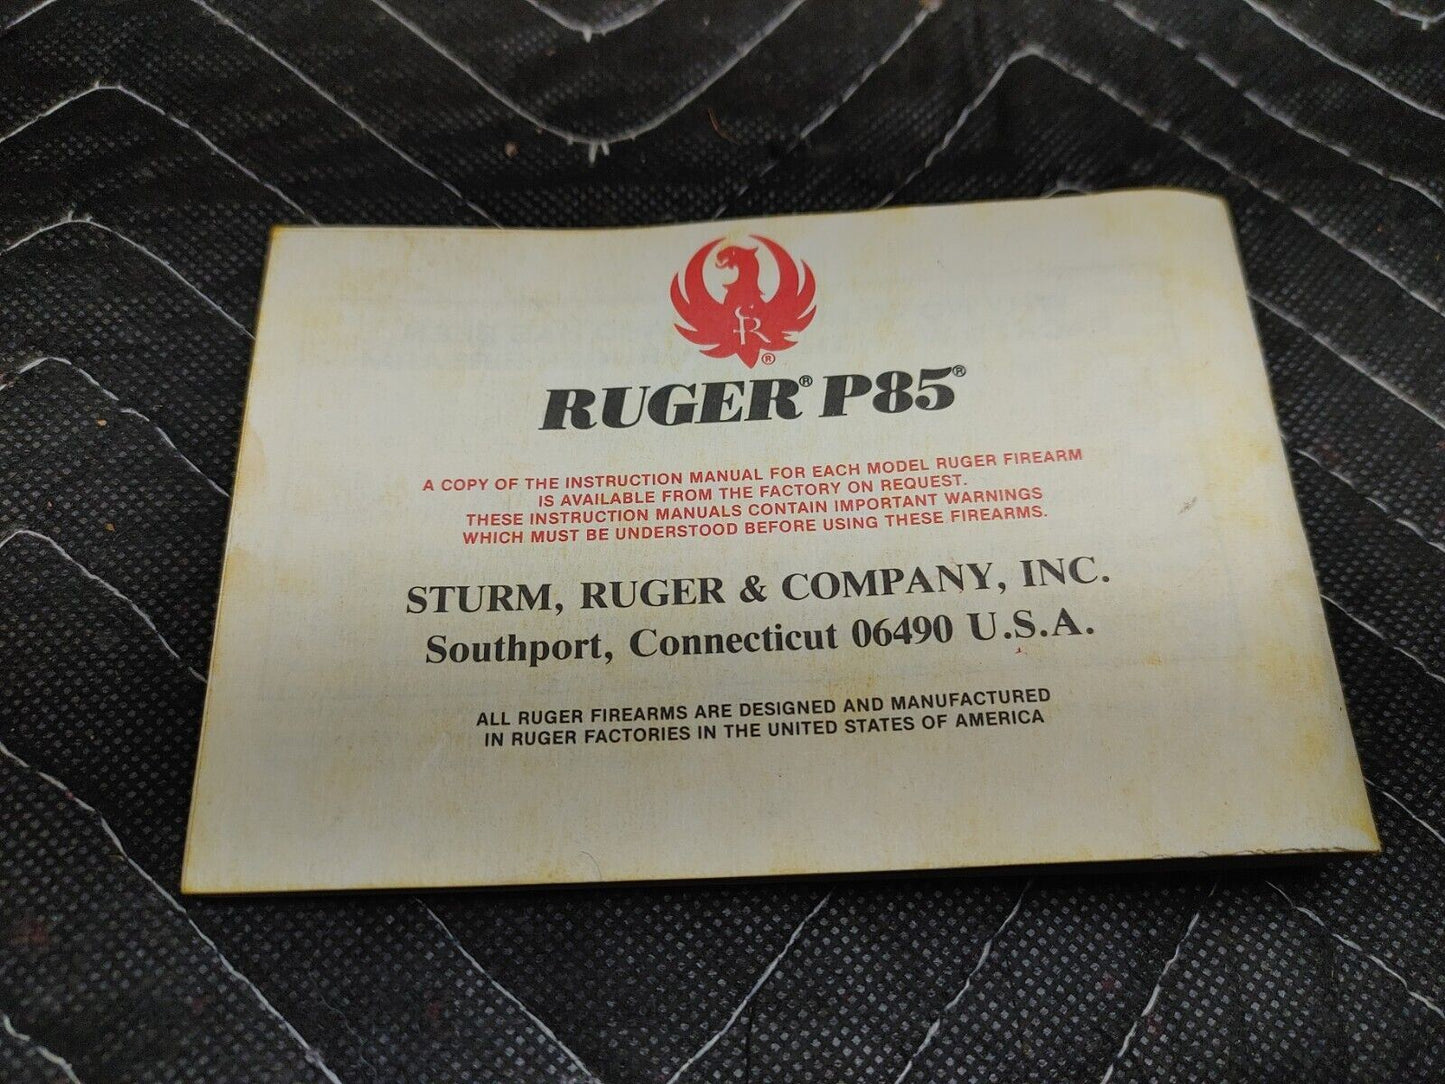 R®
RUGER® P85®
A COPY OF THE INSTRUCTION MANUAL FOR EACH MODEL RUGER FIREARM
IS AVAILABLE FROM THE FACTORY ON REQUEST.
THESE INSTRUCTION MANUALS CONTAIN IMPORTANT WARNINGS
WHICH MUST BE UNDERSTOOD BEFORE USING THESE FIREARMS.
STURM, RUGER & COMPANY, INC.
Southport, Connecticut 06490 U.S.A.
ALL RUGER FIREARMS ARE DESIGNED AND MANUFACTURED
IN RUGER FACTORIES IN THE UNITED STATES OF AMERICA